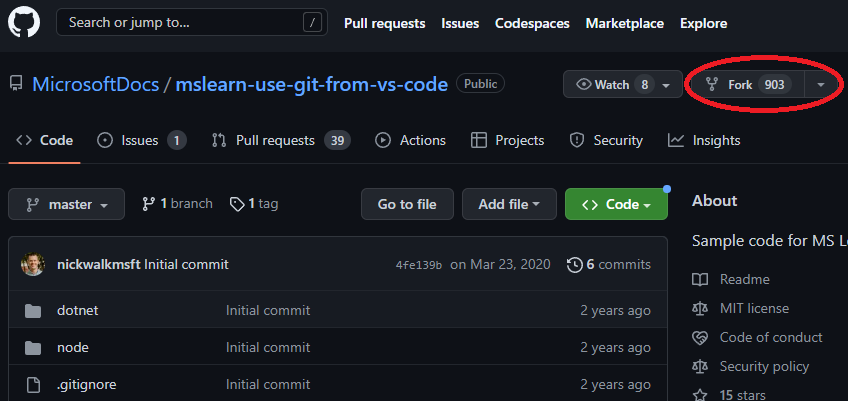 Search or jump to... / Pull requests Issues Codespaces Marketplace Explore
MicrosoftDocs / mslearn-use-git-from-vs-code Public Watch 8 Fork 903
Code Issues 1 Pull requests 39 Actions Projects Security Insights
master 1 branch 1 tag Go to file Add file Code
About
Sample code for MS
nickwalkmsft Initial commit 4fe139b on Mar 23, 2020 6 commits
Readme
dotnet Initial commit 2 years ago
MIT license
Code of conduct
node Initial commit 2 years ago
Security policy
.gitignore Initial commit 2 years ago
15 stars